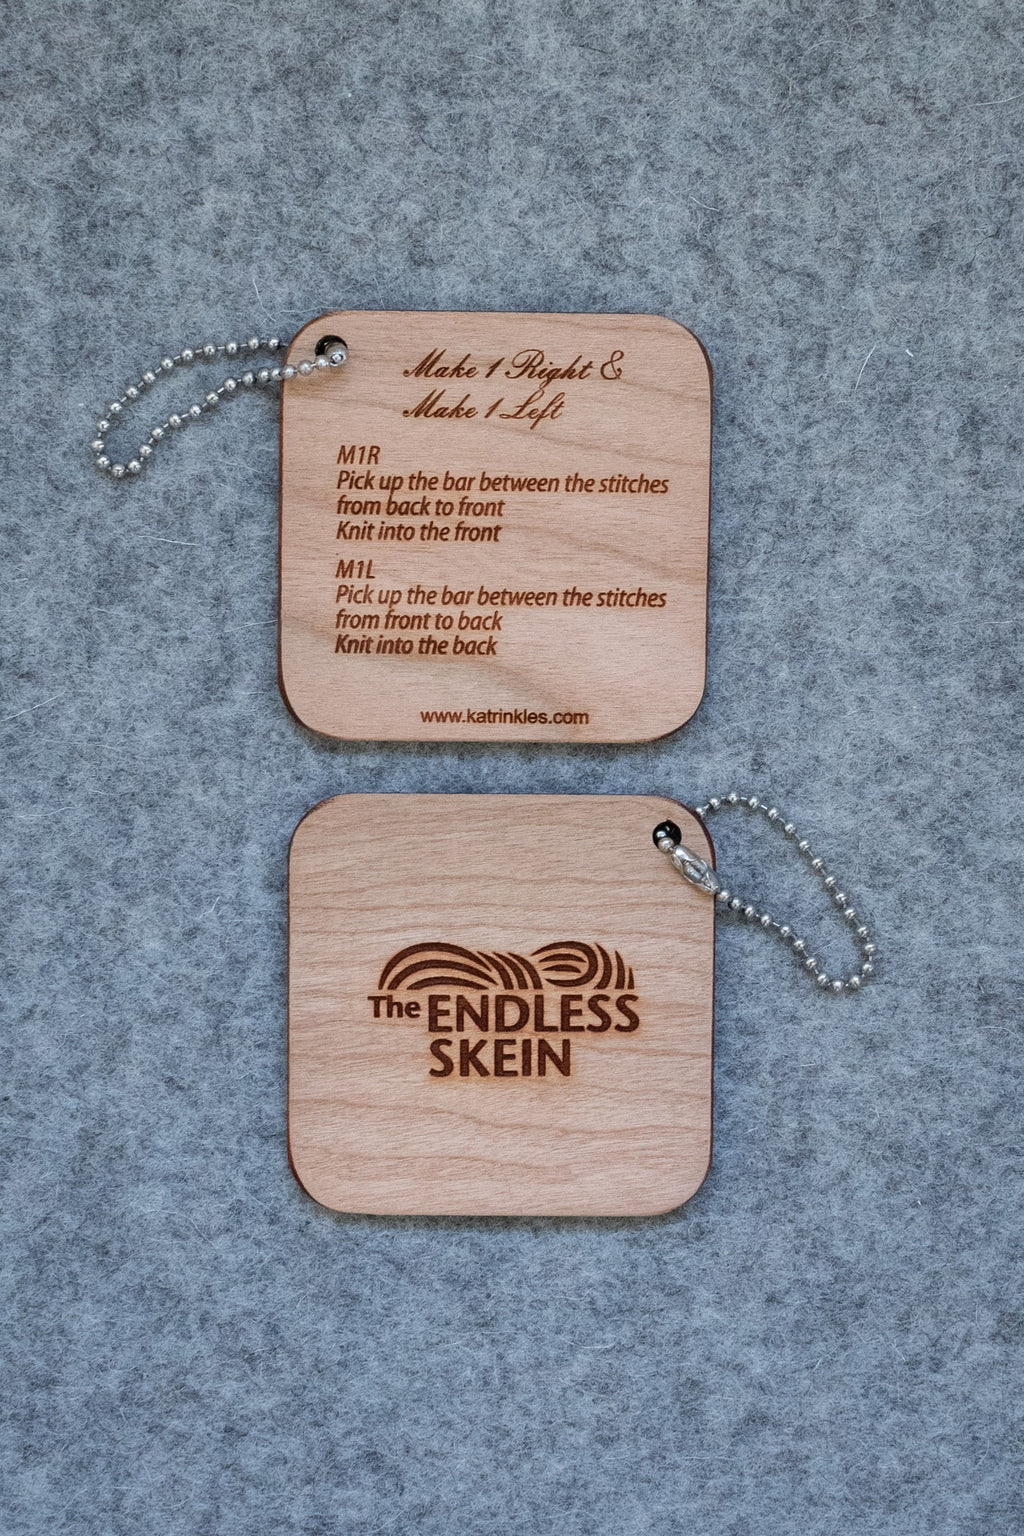 Make 1 Right &
Make 1 Left
M1R
Pick up the bar between the stitches
from back to front
Knit into the front
M1L
Pick up the bar between the stitches
from front to back
Knit into the back
www.katrinkles.com
The ENDLESS
SKEIN